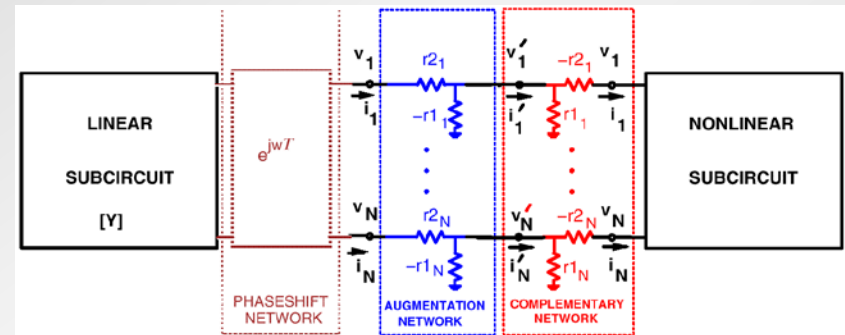 LINEAR
SUBCIRCUIT
[Y]
e^jwT
PHASESHIFT
NETWORK
v1
i1
vN
iN
r2₁
-r1₁
r2N
-r1N
AUGMENTATION
NETWORK
v1′
i1′
vN′
iN′
-r2₁
r1₁
-r2N
r1N
COMPLEMENTARY
NETWORK
v1
i1
vN
iN
NONLINEAR
SUBCIRCUIT